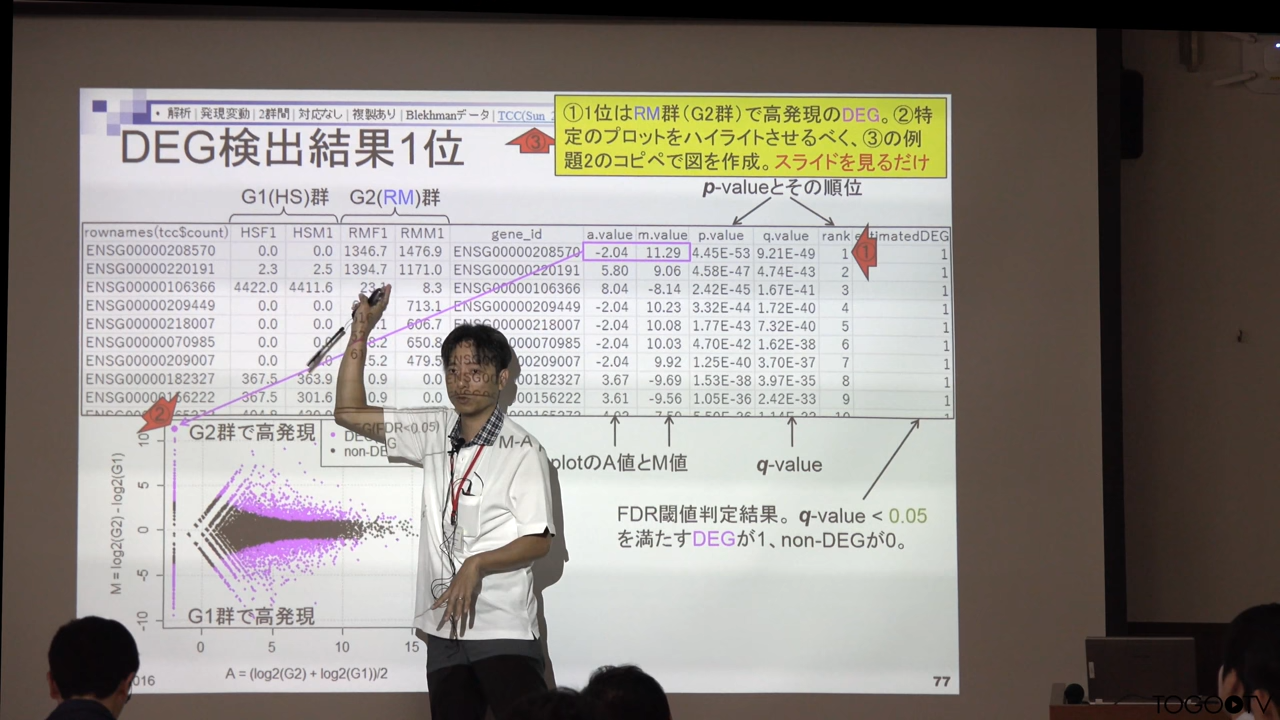 ・解析 | 発現変動 | 2群間 | 対応なし | 複製あり | Blekhmanデータ | TCC(Sun_2
DEG検出結果1位
③
①1位はRM群(G2群)で高発現のDEG。②特
定のプロットをハイライトさせるべく、③の例
題2のコピペで図を作成。スライドを見るだけ
G1(HS)群 G2(RM)群
p-valueとその順位
rownames(tcc$count) HSF1 HSM1 RMF1 RMM1 gene_id a.value m.value p.value q.value rank estimatedDEG
ENSG00000208570 0.0 0.0 1346.7 1476.9 ENSG00000208570 -2.04 11.29 4.45E-53 9.21E-49 1 1
ENSG00000220191 2.3 2.5 1394.7 1171.0 ENSG00000220191 5.80 9.06 4.58E-47 4.74E-43 2 1
ENSG00000106366 4422.0 4411.6 8.3 ENSG00000106366 8.04 -8.14 2.42E-45 1.67E-41 3 1
ENSG00000209449 0.0 0.0 713.1 ENSG00000209449 -2.04 10.23 3.32E-44 1.72E-40 4 1
ENSG00000218007 0.0 0.0 606.7 ENSG00000218007 -2.04 10.08 1.77E-43 7.32E-40 5 1
ENSG00000070985 0.0 0.0 650.8 ENSG00000070985 -2.04 10.03 4.70E-42 1.62E-38 6 1
ENSG00000209007 0.0 479.5 ENSG00000209007 -2.04 9.92 1.25E-40 3.70E-37 7 1
ENSG00000182327 367.5 363.9 0.9 0.0 ENSG00000182327 3.67 -9.69 1.53E-38 3.97E-35 8 1
ENSG00000156222 367.5 301.6 0.9 0.0 ENSG00000156222 3.61 -9.56 1.05E-36 2.42E-33 9 1
①
②
G2群で高発現
(FDR<0.05)
non-DEG
M-A
plotのA値とM値
q-value
FDR閾値判定結果。q-value < 0.05
を満たすDEGが1、non-DEGが0。
M = log2(G2) - log2(G1)
10
5
0
-5
-10
G1群で高発現
0 5 10 15
A = (log2(G2) + log2(G1))/2
016
77
TOGOTV